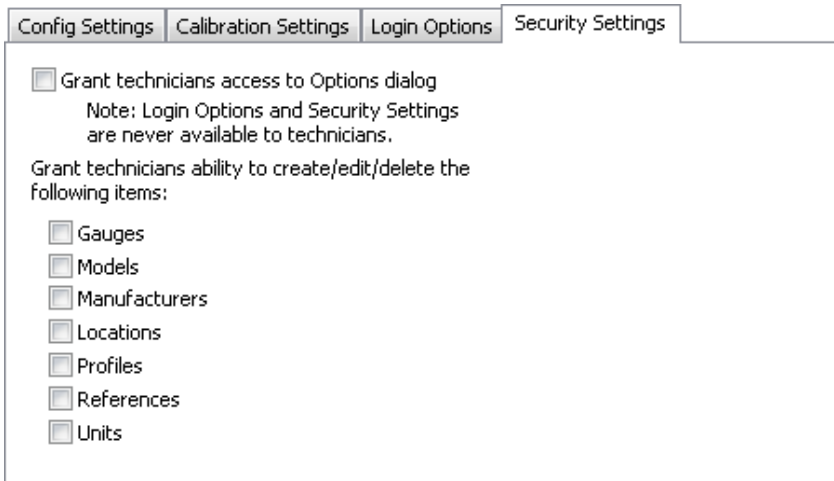 Config Settings Calibration Settings Login Options Security Settings
Grant technicians access to Options dialog
Note: Login Options and Security Settings
are never available to technicians.
Grant technicians ability to create/edit/delete the
following items:
Gauges
Models
Manufacturers
Locations
Profiles
References
Units